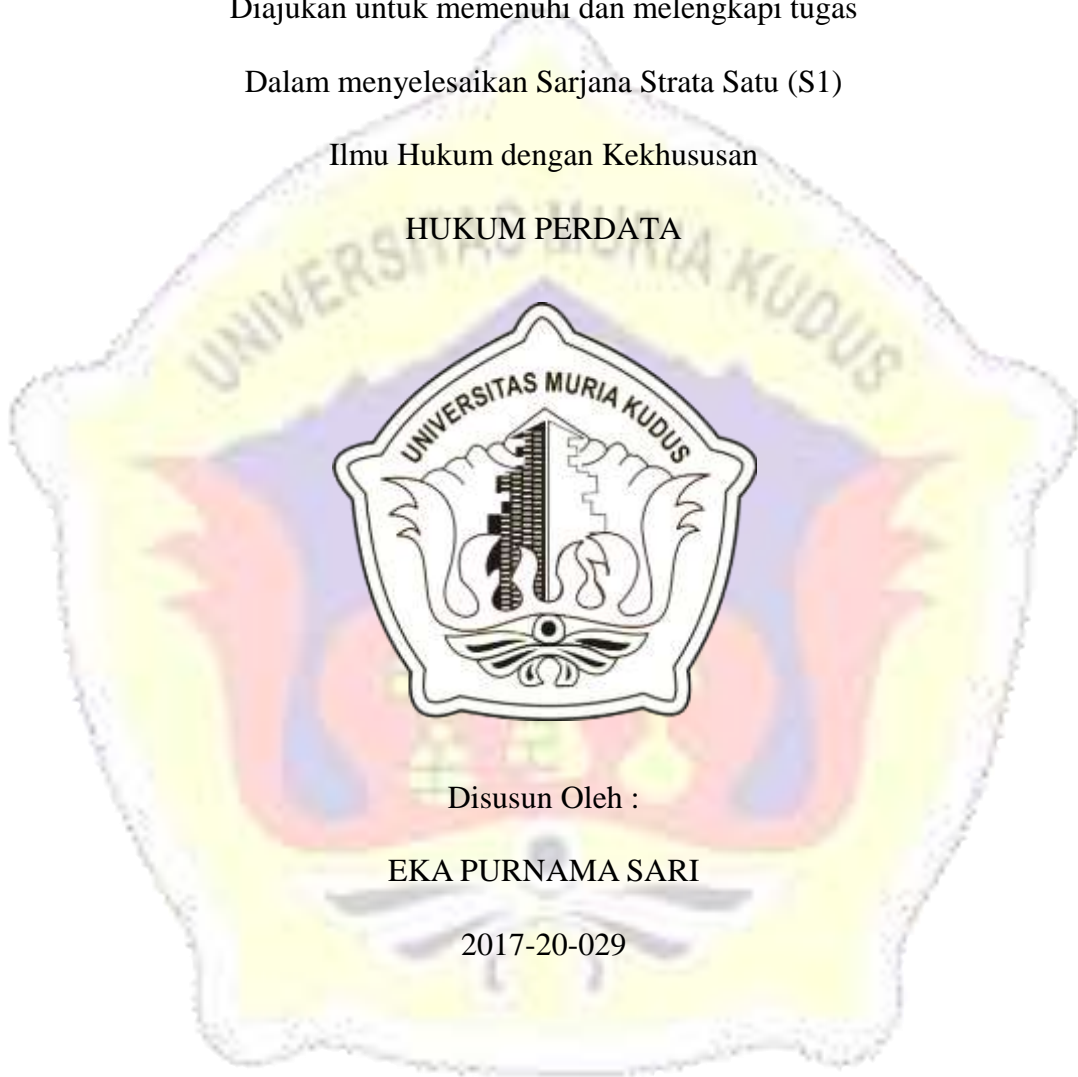 Diajukan untuk memenuhi dan melengkapi tugas
Dalam menyelesaikan Sarjana Strata Satu (S1)
Ilmu Hukum dengan Kekhususan
HUKUM PERDATA
UNIVERSITAS MURIA KUDUS
UNIVERSITAS MURIA KUDUS
Disusun Oleh :
EKA PURNAMA SARI
2017-20-029